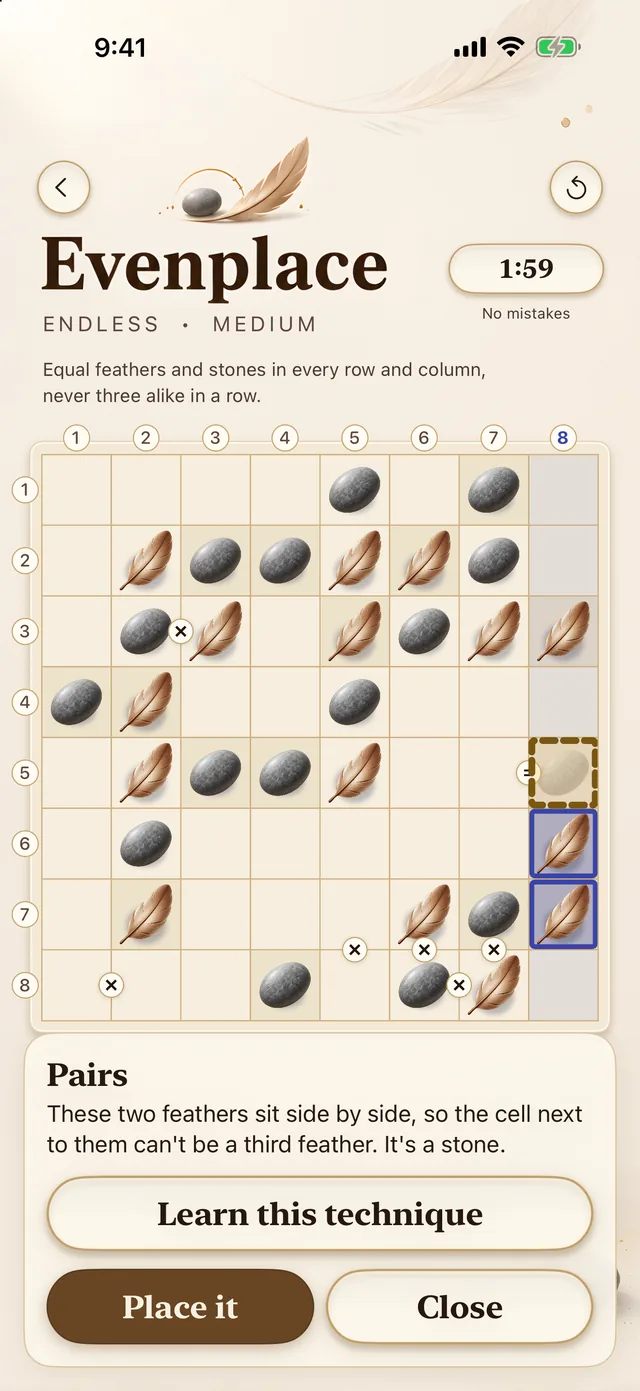 9:41
Evenplace
1:59
ENDLESS • MEDIUM
No mistakes
Equal feathers and stones in every row and column,
never three alike in a row.
1 2 3 4 5 6 7 8
1
2
3
×
4
5
=
6
7
× × ×
8
× ×
Pairs
These two feathers sit side by side, so the cell next
to them can't be a third feather. It's a stone.
Learn this technique
Place it
Close